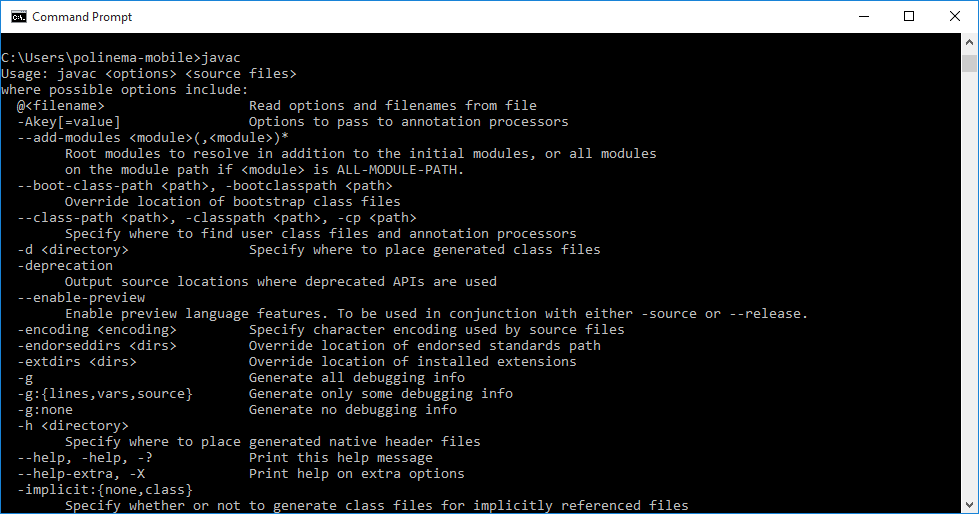 Command Prompt
C:\Users\polinema-mobile>javac
Usage: javac <options> <source files>
where possible options include:
  @<filename>                  Read options and filenames from file
  -Akey[=value]                Options to pass to annotation processors
  --add-modules <module>(,<module>)*
        Root modules to resolve in addition to the initial modules, or all modules
        on the module path if <module> is ALL-MODULE-PATH.
  --boot-class-path <path>, -bootclasspath <path>
        Override location of bootstrap class files
  --class-path <path>, -classpath <path>, -cp <path>
        Specify where to find user class files and annotation processors
  -d <directory>               Specify where to place generated class files
  -deprecation
        Output source locations where deprecated APIs are used
  --enable-preview
        Enable preview language features. To be used in conjunction with either -source or --release.
  -encoding <encoding>         Specify character encoding used by source files
  -endorseddirs <dirs>         Override location of endorsed standards path
  -extdirs <dirs>              Override location of installed extensions
  -g                           Generate all debugging info
  -g:{lines,vars,source}       Generate only some debugging info
  -g:none                      Generate no debugging info
  -h <directory>
        Specify where to place generated native header files
  --help, -help, -?            Print this help message
  --help-extra, -X             Print help on extra options
  -implicit:{none,class}
        Specify whether or not to generate class files for implicitly referenced files